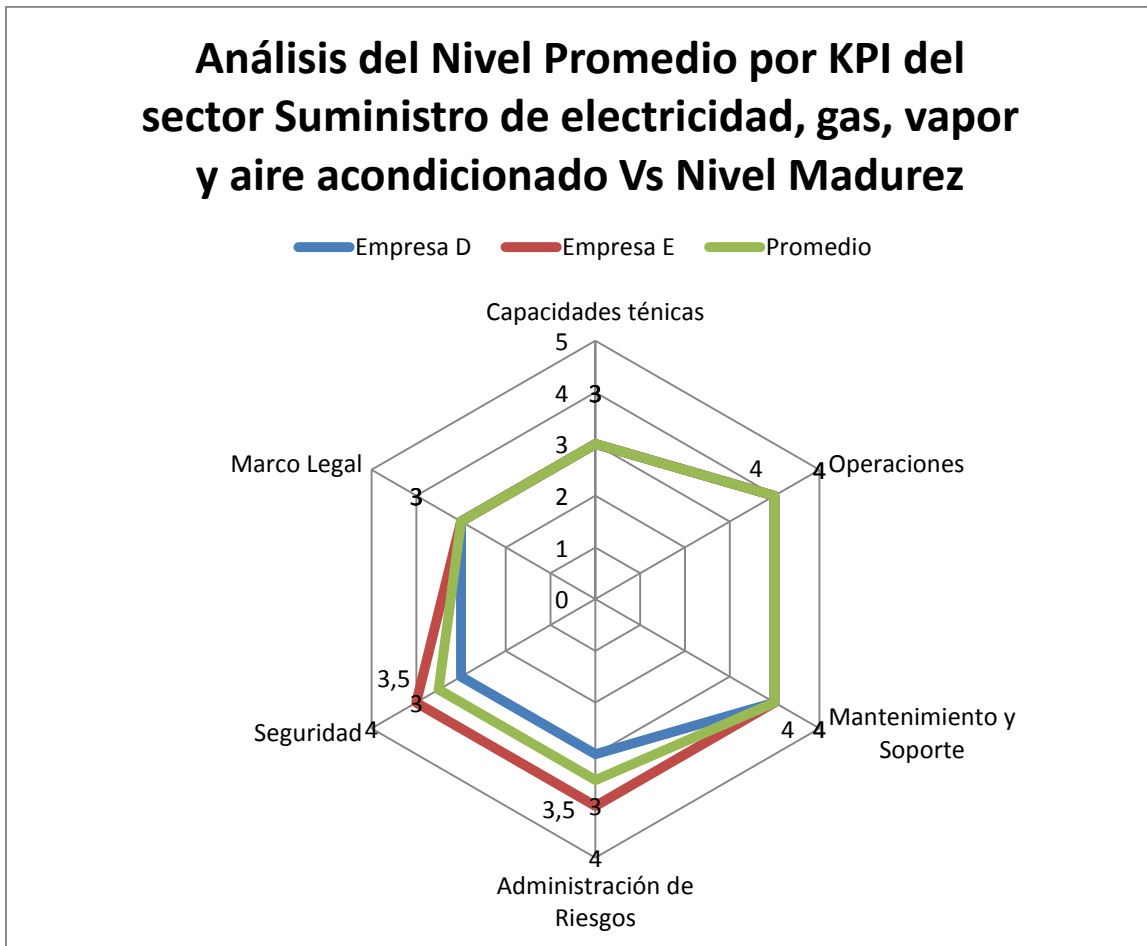 Análisis del Nivel Promedio por KPI del
sector Suministro de electricidad, gas, vapor
y aire acondicionado Vs Nivel Madurez
Empresa D Empresa E Promedio
Capacidades ténicas
5
4 3
3
2
1
0
Marco Legal
3
4 4 Operaciones
3,5
3
Seguridad 4
4 4 Mantenimiento y
Soporte
3,5 3
4
Administración de
Riesgos